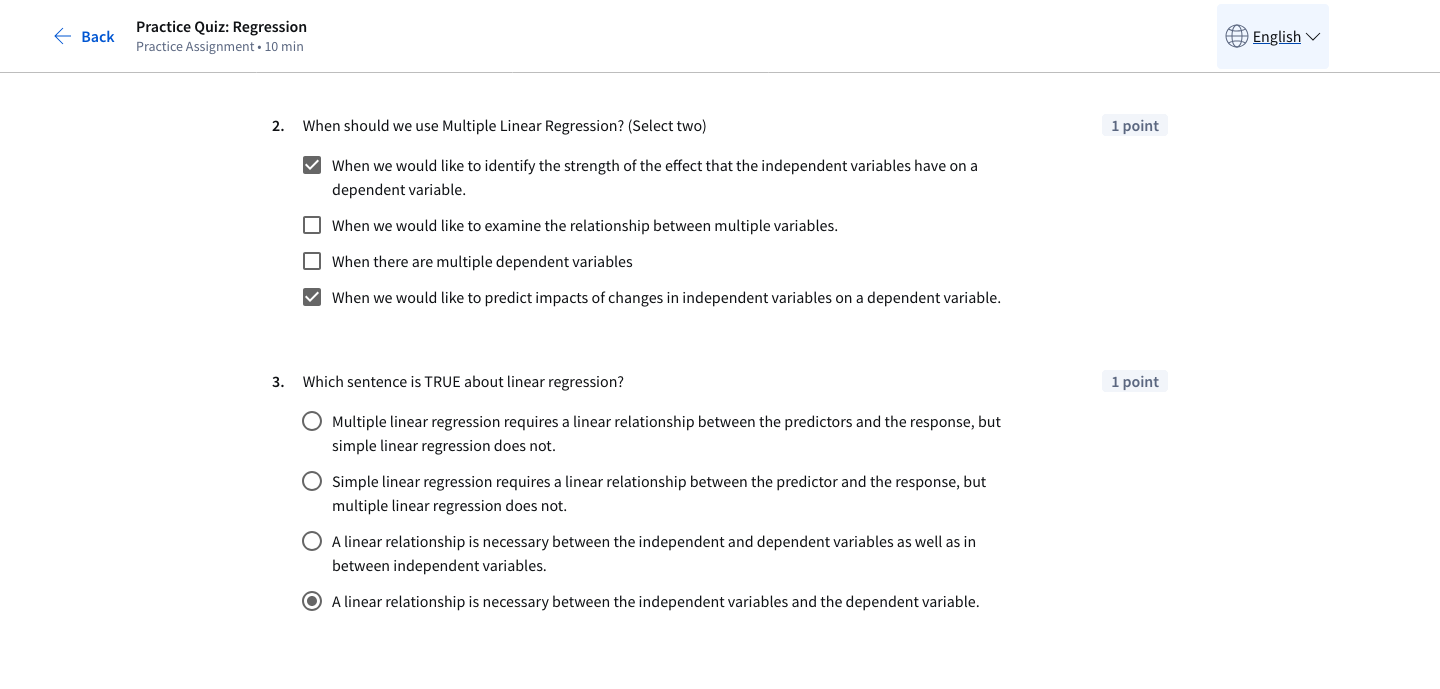 Back
Practice Quiz: Regression
Practice Assignment • 10 min
English
2. When should we use Multiple Linear Regression? (Select two)
1 point
When we would like to identify the strength of the effect that the independent variables have on a
dependent variable.
When we would like to examine the relationship between multiple variables.
When there are multiple dependent variables
When we would like to predict impacts of changes in independent variables on a dependent variable.
3. Which sentence is TRUE about linear regression?
1 point
Multiple linear regression requires a linear relationship between the predictors and the response, but
simple linear regression does not.
Simple linear regression requires a linear relationship between the predictor and the response, but
multiple linear regression does not.
A linear relationship is necessary between the independent and dependent variables as well as in
between independent variables.
A linear relationship is necessary between the independent variables and the dependent variable.